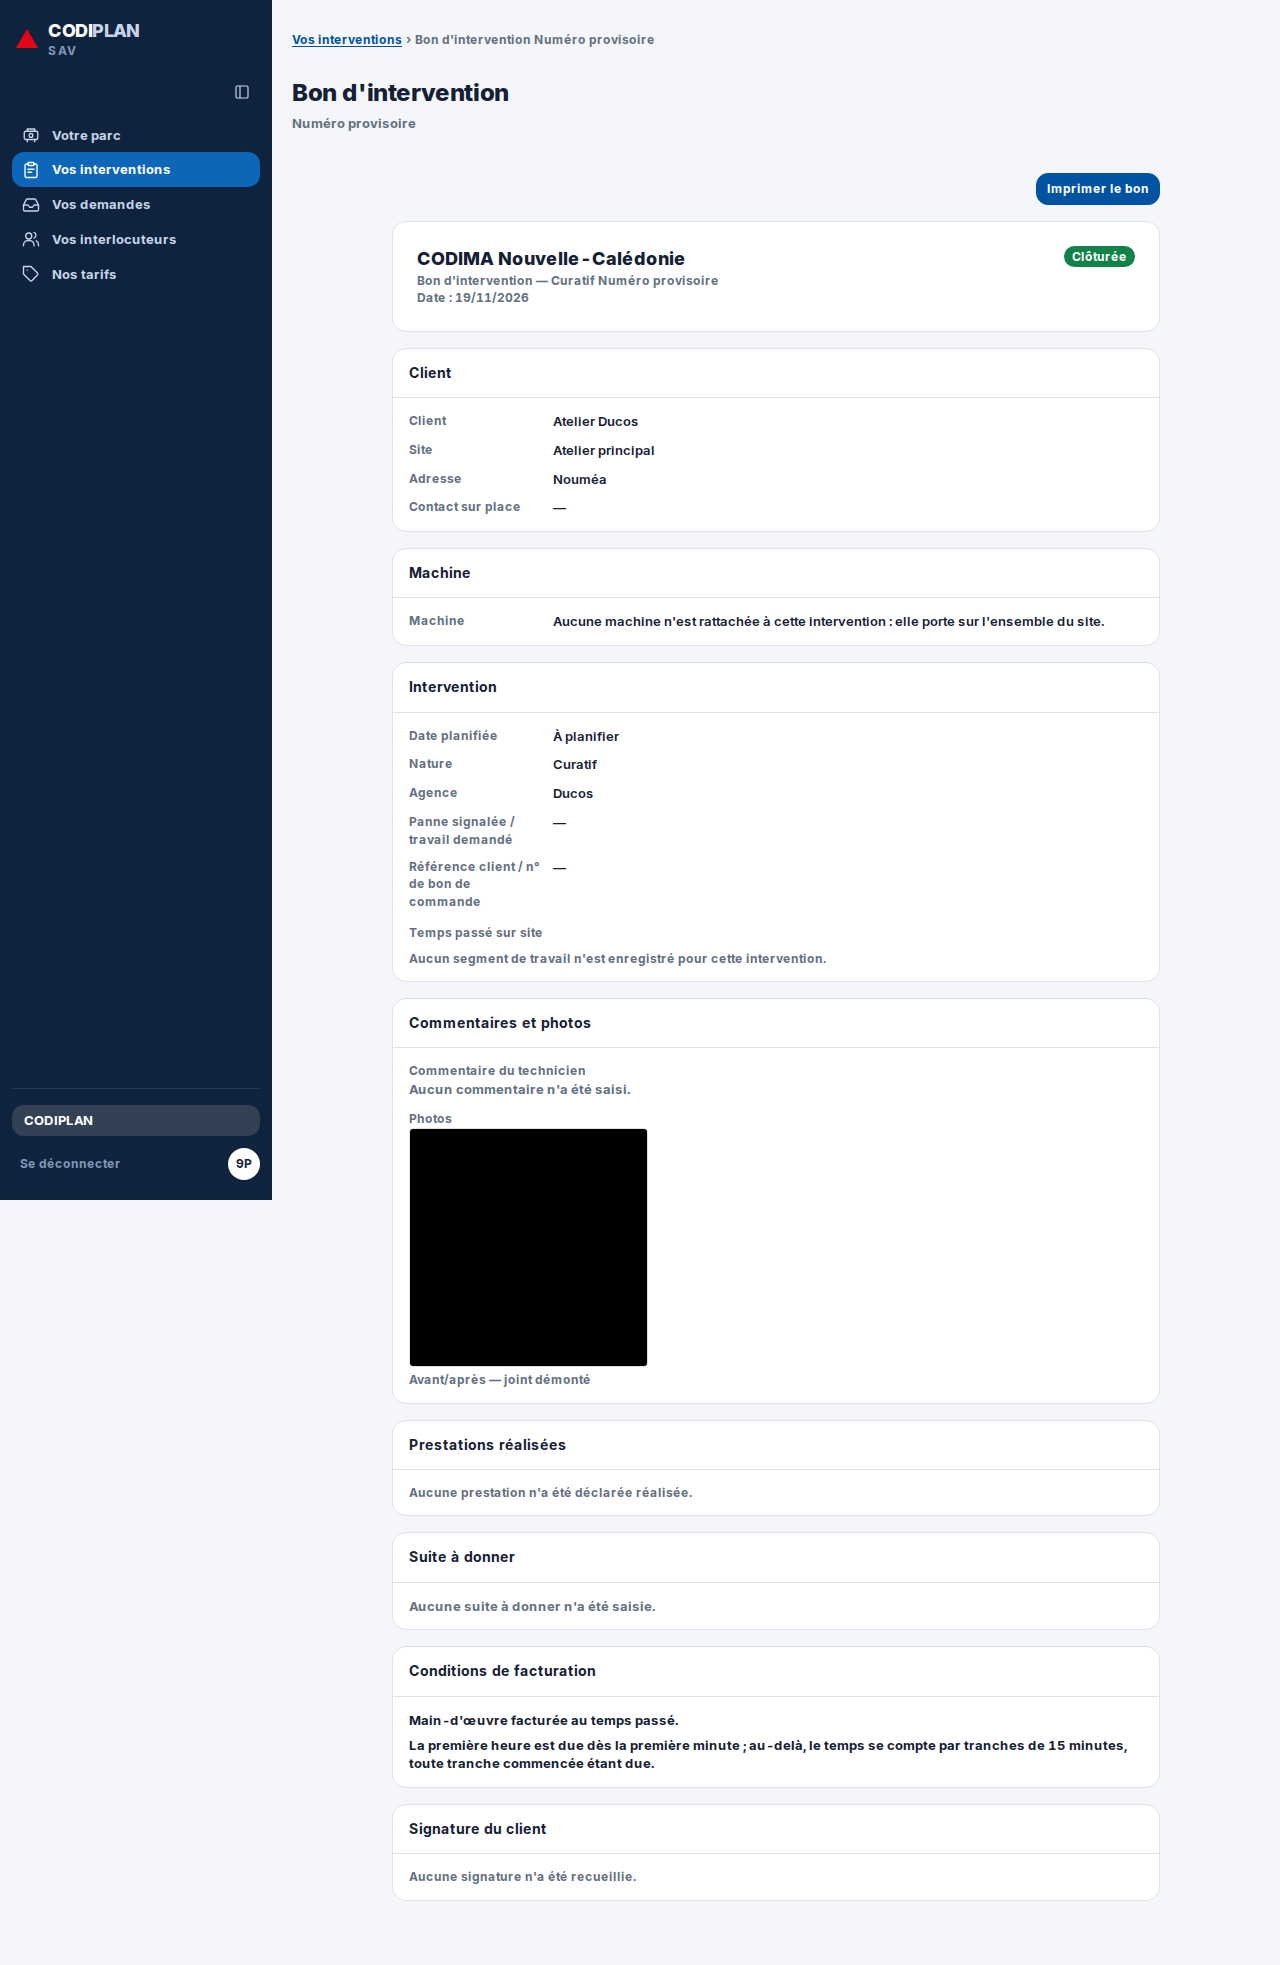 CODIPLAN
SAV
Votre parc
Vos interventions
Vos demandes
Vos interlocuteurs
Nos tarifs
CODIPLAN
Se déconnecter
9P
Vos interventions › Bon d'intervention Numéro provisoire
Bon d'intervention
Numéro provisoire
Imprimer le bon
CODIMA Nouvelle-Calédonie
Clôturée
Bon d'intervention — Curatif Numéro provisoire
Date : 19/11/2026
Client
Client Atelier Ducos
Site Atelier principal
Adresse Nouméa
Contact sur place —
Machine
Machine Aucune machine n'est rattachée à cette intervention : elle porte sur l'ensemble du site.
Intervention
Date planifiée À planifier
Nature Curatif
Agence Ducos
Panne signalée / —
travail demandé
Référence client / n° —
de bon de
commande
Temps passé sur site
Aucun segment de travail n'est enregistré pour cette intervention.
Commentaires et photos
Commentaire du technicien
Aucun commentaire n'a été saisi.
Photos
Avant/après — joint démonté
Prestations réalisées
Aucune prestation n'a été déclarée réalisée.
Suite à donner
Aucune suite à donner n'a été saisie.
Conditions de facturation
Main-d'œuvre facturée au temps passé.
La première heure est due dès la première minute ; au-delà, le temps se compte par tranches de 15 minutes,
toute tranche commencée étant due.
Signature du client
Aucune signature n'a été recueillie.